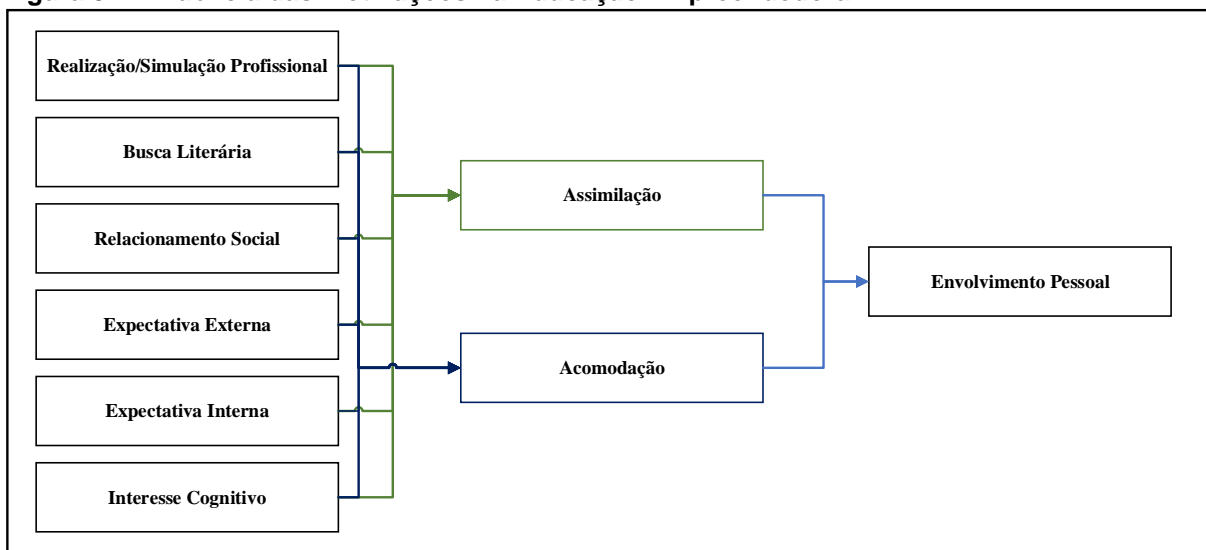 Realização/Simulação Profissional
Busca Literária
Relacionamento Social
Expectativa Externa
Expectativa Interna
Interesse Cognitivo
Assimilação
Acomodação
Envolvimento Pessoal